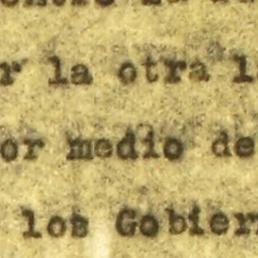 r la otra l
or medio de
los Gobier